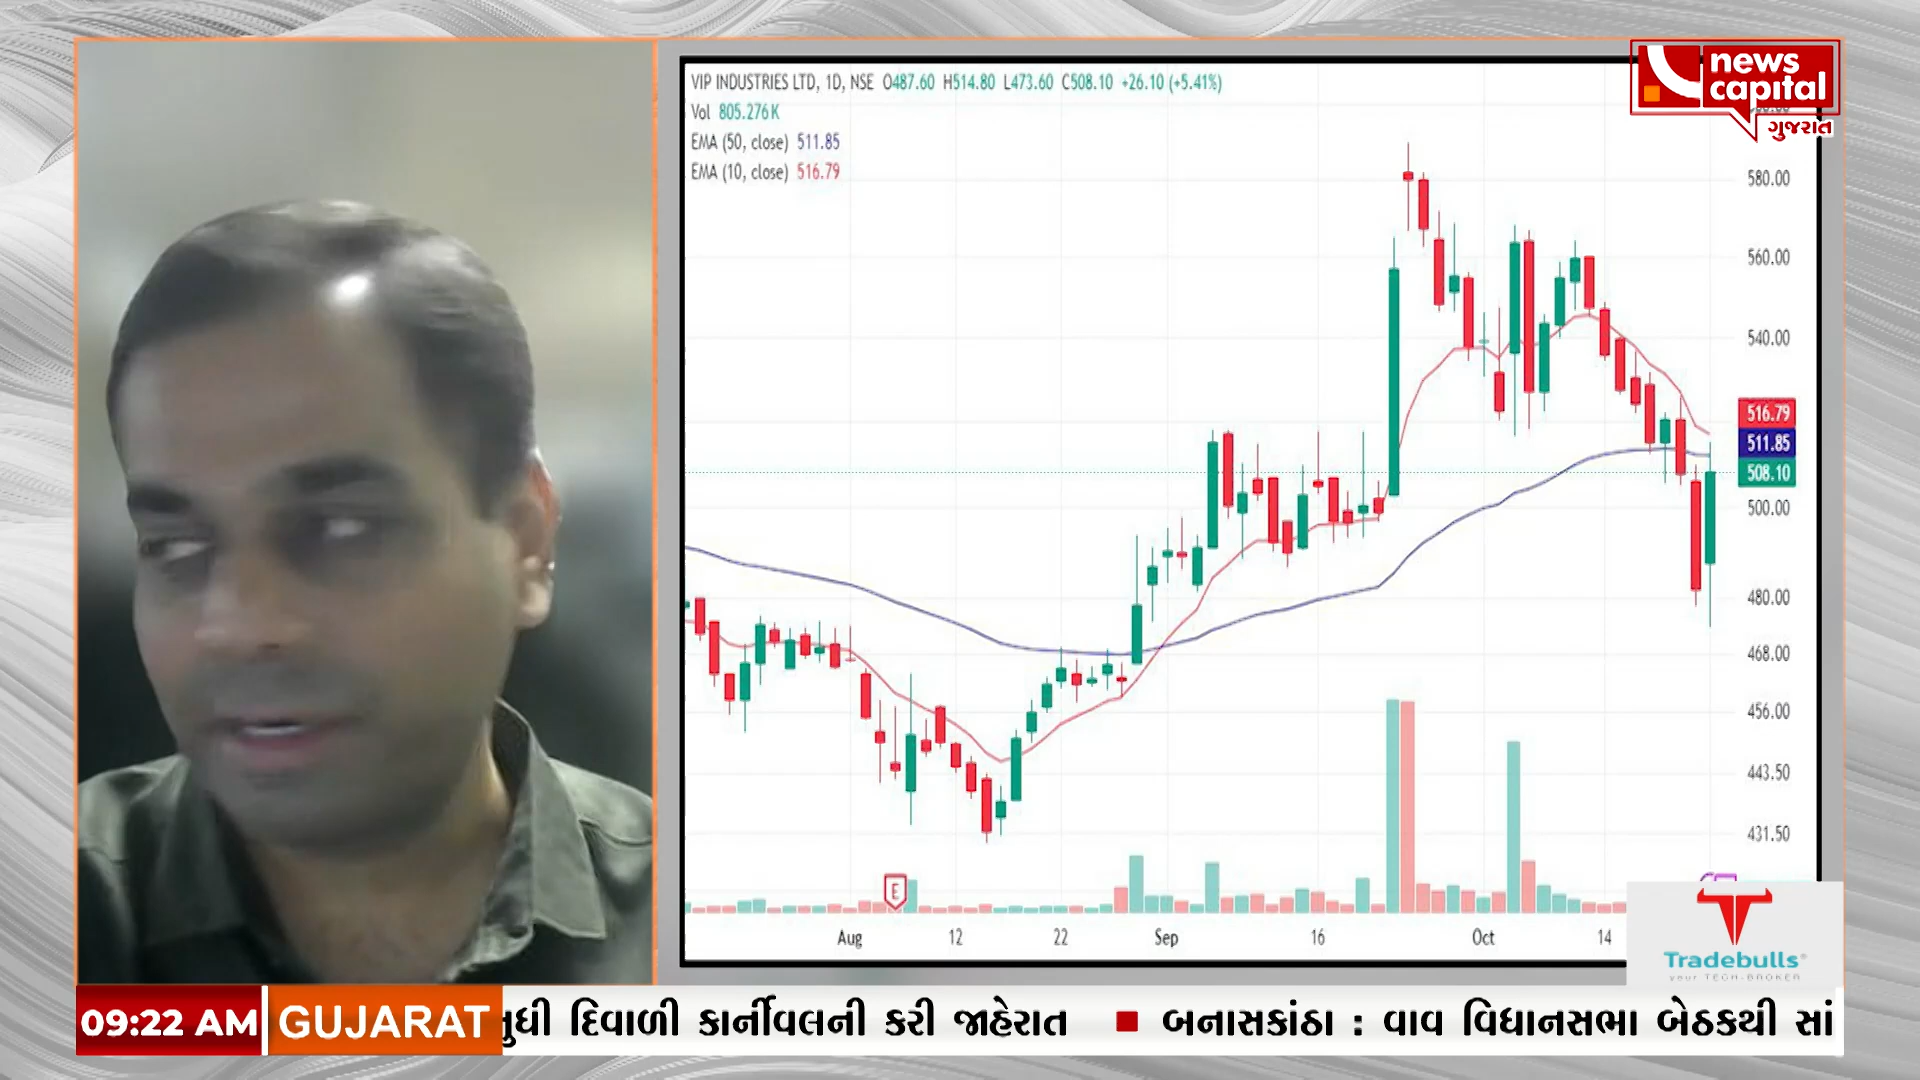 VIP INDUSTRIES LTD, 1D, NSE O487.60 H514.80 L473.60 C508.10 +26.10 (+5.41%)
Vol 805.276K
EMA (50, close) 511.85
EMA (10, close) 516.79
news
capital
ગુજરાત
580.00
560.00
540.00
516.79
511.85
508.10
500.00
480.00
468.00
456.00
443.50
431.50
E
Aug 12 22 Sep 16 Oct 14
Tradebulls
your TECH-BROKER
09:22 AM GUJARAT દિવાળી કાર્નીવલની કરી જાહેરાત ■ બનાસકાંઠા : વાવ વિધાનસભા બેઠકથી સાં